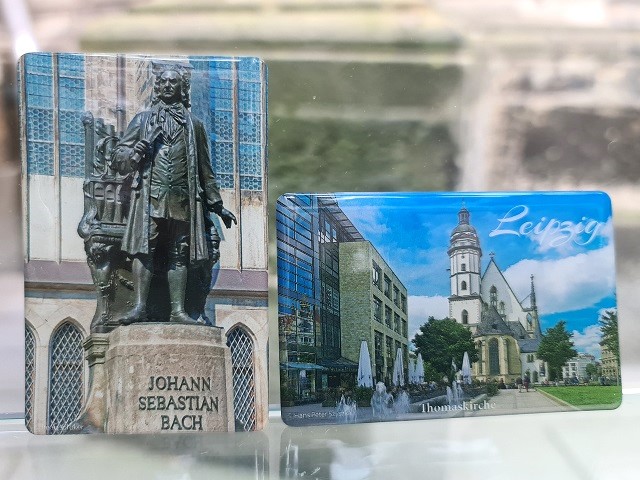 JOHANN
SEBASTIAN
BACH
Leipzig
Thomaskirche